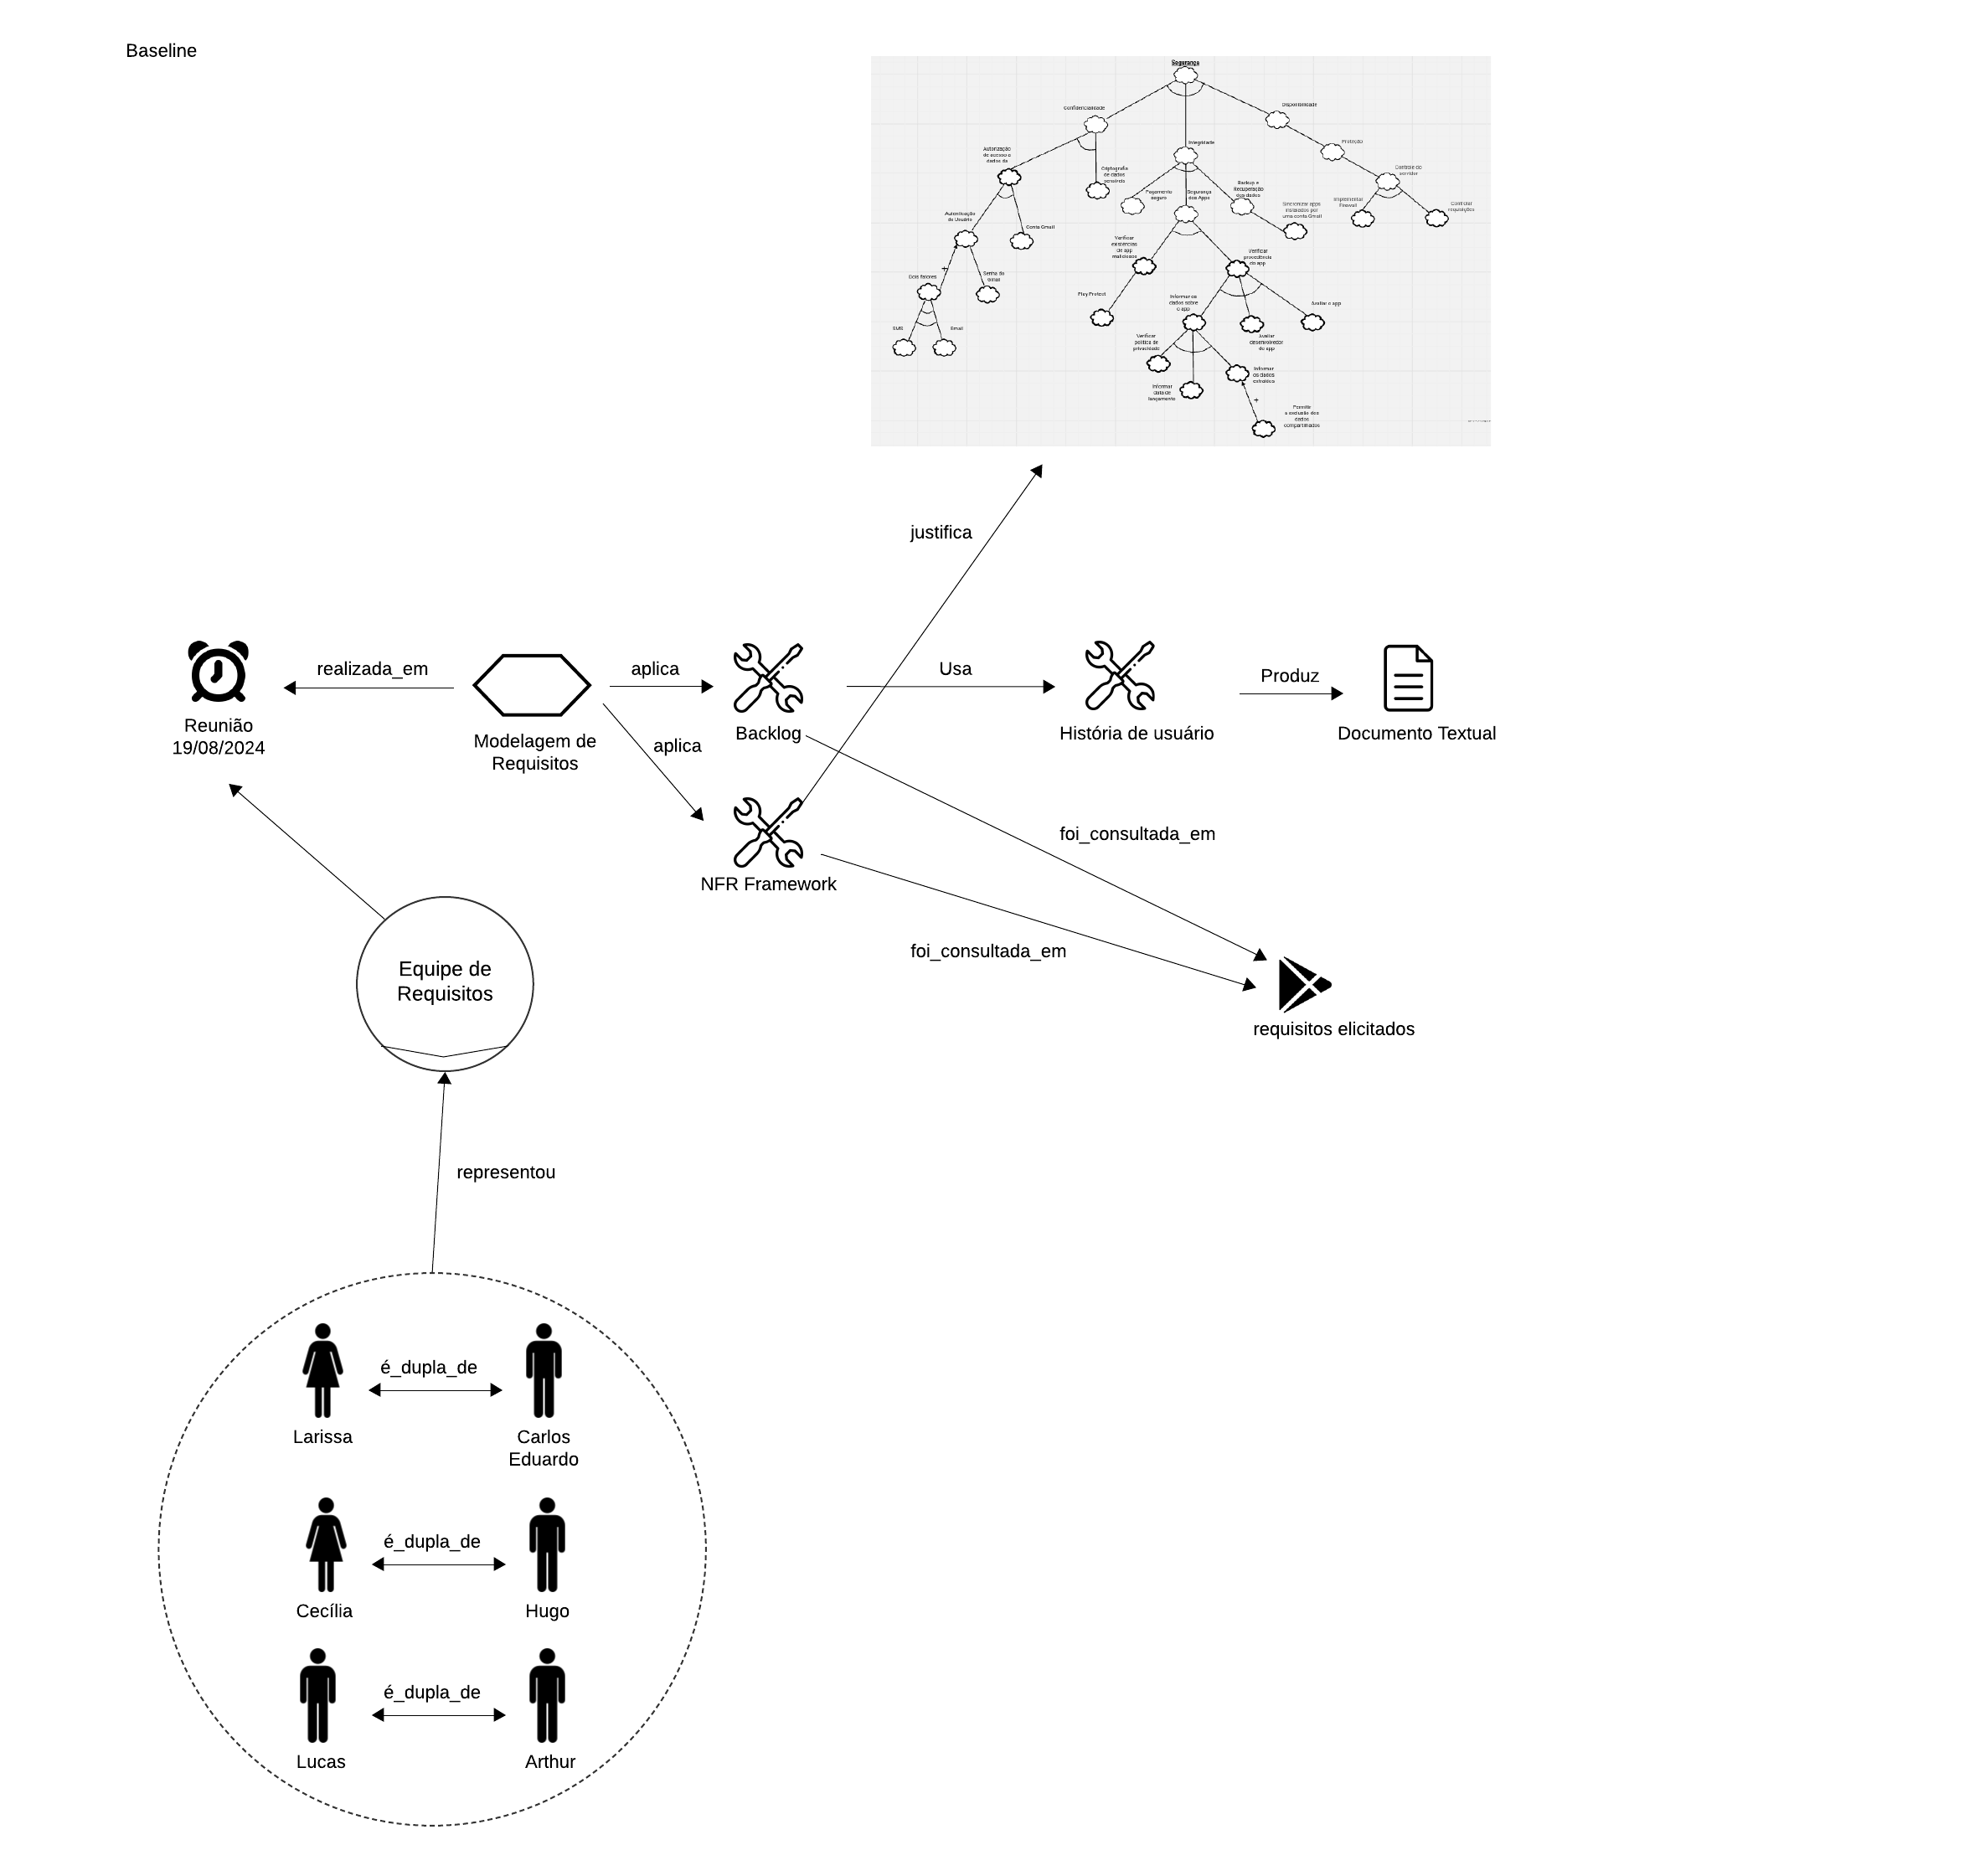 Baseline
Segurança
Confidencialidade
Disponibilidade
Integridade
Proteção
Autorização
de acesso a
dados da
Criptografia
de dados
sensíveis
Controle do
servidor
Pagamento
seguro
Segurança
dos Apps
Backup e
Recuperação
dos dados
Sincronizar apps
instalados por
uma conta Gmail
Implementar
Firewall
Controlar
requisições
Autenticação
do Usuário
Conta Gmail
Verificar
existências
de app
maliciosos
Verificar
procedência
do app
+
Dois fatores
Senha do
Gmail
Play Protect
Informar os
dados sobre
o app
Avaliar o app
SMS
Email
Verificar
política de
privacidade
Avaliar
desenvolvedor
do app
Informar
data de
lançamento
Informar
os dados
extraídos
+
Permitir
a exclusão dos
dados
compartilhados
justifica
realizada_em
aplica
Usa
Produz
Reunião
19/08/2024
Modelagem de
Requisitos
aplica
Backlog
História de usuário
Documento Textual
foi_consultada_em
NFR Framework
foi_consultada_em
Equipe de
Requisitos
requisitos elicitados
representou
é_dupla_de
Larissa
Carlos
Eduardo
é_dupla_de
Cecília
Hugo
é_dupla_de
Lucas
Arthur